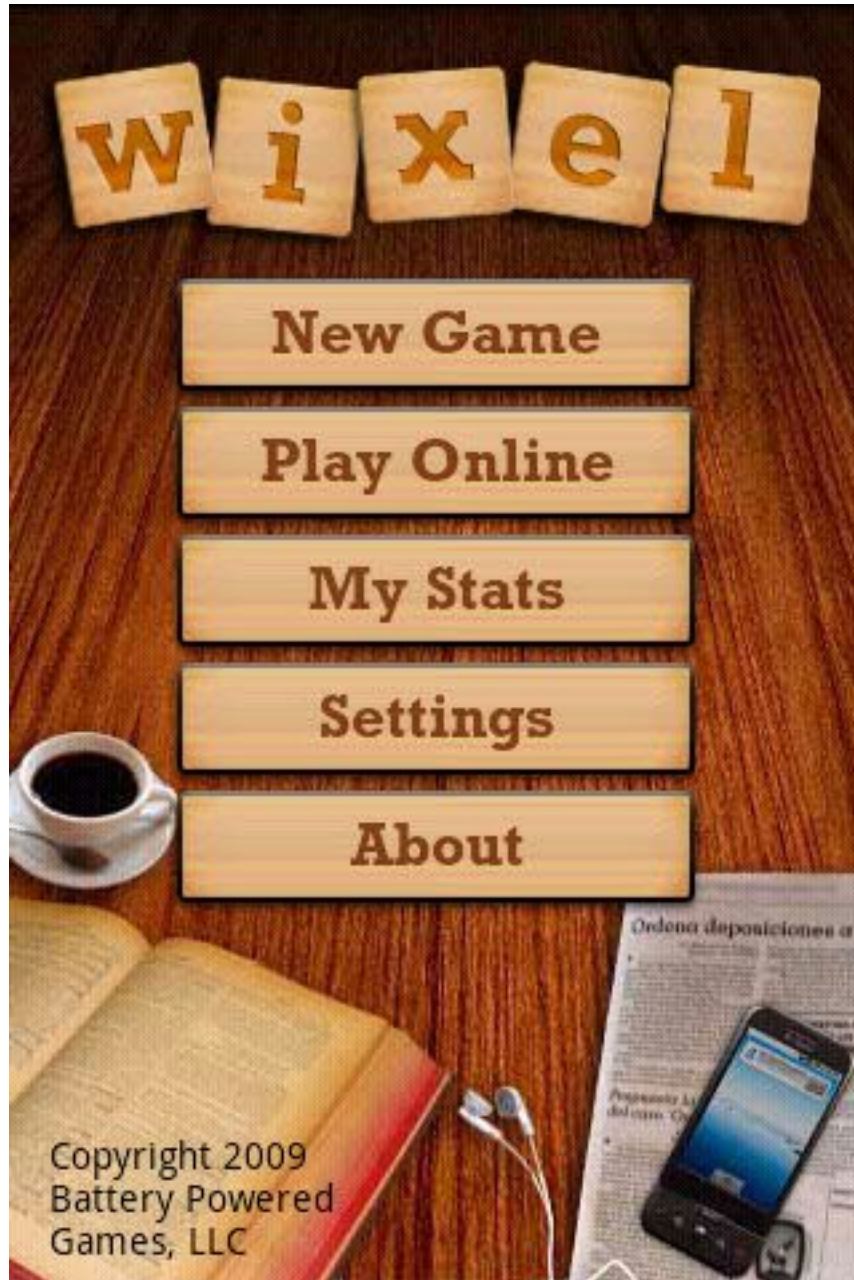 wixel
New Game
Play Online
My Stats
Settings
About
Ordena deposiciones a
Copyright 2009
Battery Powered
Games, LLC